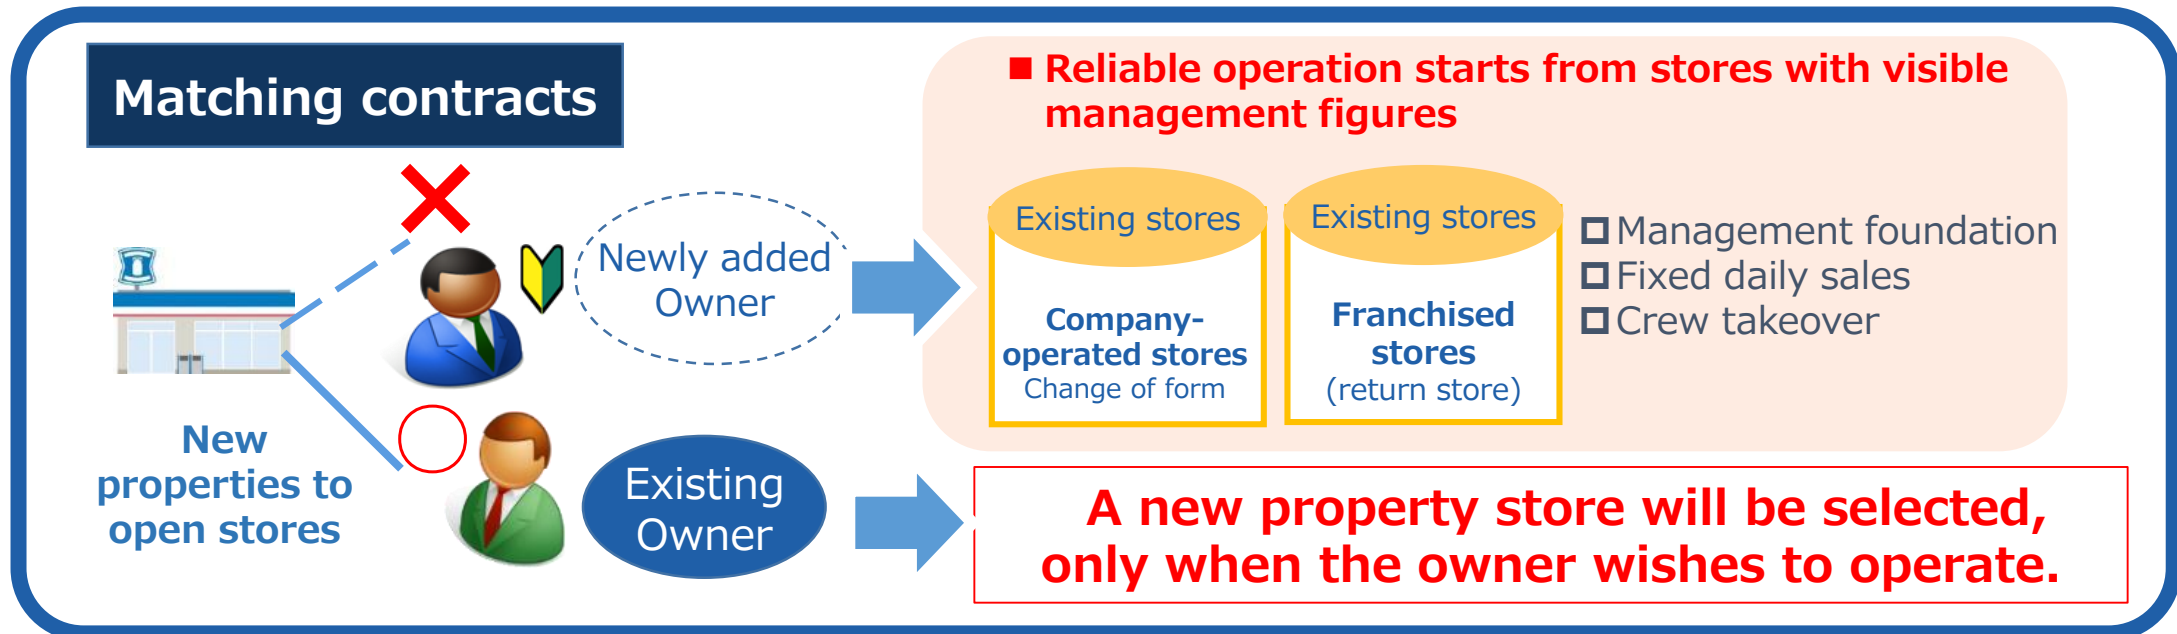 Matching contracts
New
properties to
open stores
Newly added
Owner
Existing
Owner
■ Reliable operation starts from stores with visible
management figures
Existing stores
Company-
operated stores
Change of form
Existing stores
Franchised
stores
(return store)
❑ Management foundation
❑ Fixed daily sales
❑ Crew takeover
A new property store will be selected,
only when the owner wishes to operate.